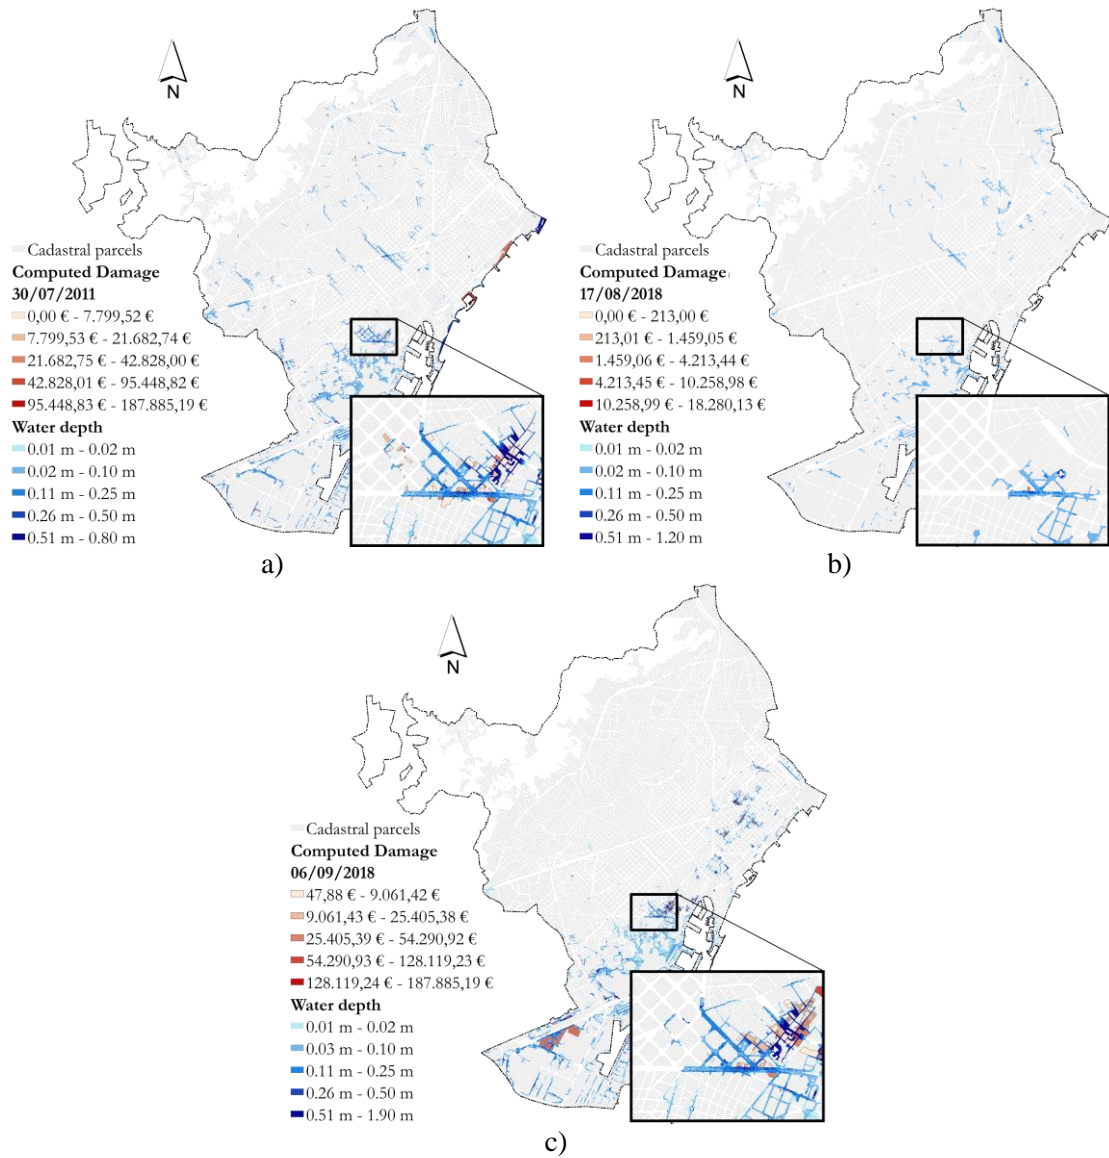 N
Cadastral parcels
Computed Damage
30/07/2011
0,00 € - 7.799,52 €
7.799,53 € - 21.682,74 €
21.682,75 € - 42.828,00 €
42.828,01 € - 95.448,82 €
95.448,83 € - 187.885,19 €
Water depth
0.01 m - 0.02 m
0.02 m - 0.10 m
0.11 m - 0.25 m
0.26 m - 0.50 m
0.51 m - 0.80 m
a)
N
Cadastral parcels
Computed Damage
17/08/2018
0,00 € - 213,00 €
213,01 € - 1.459,05 €
1.459,06 € - 4.213,44 €
4.213,45 € - 10.258,98 €
10.258,99 € - 18.280,13 €
Water depth
0.01 m - 0.02 m
0.02 m - 0.10 m
0.11 m - 0.25 m
0.26 m - 0.50 m
0.51 m - 1.20 m
b)
N
Cadastral parcels
Computed Damage
06/09/2018
47,88 € - 9.061,42 €
9.061,43 € - 25.405,38 €
25.405,39 € - 54.290,92 €
54.290,93 € - 128.119,23 €
128.119,24 € - 187.885,19 €
Water depth
0.01 m - 0.02 m
0.03 m - 0.10 m
0.11 m - 0.25 m
0.26 m - 0.50 m
0.51 m - 1.90 m
c)